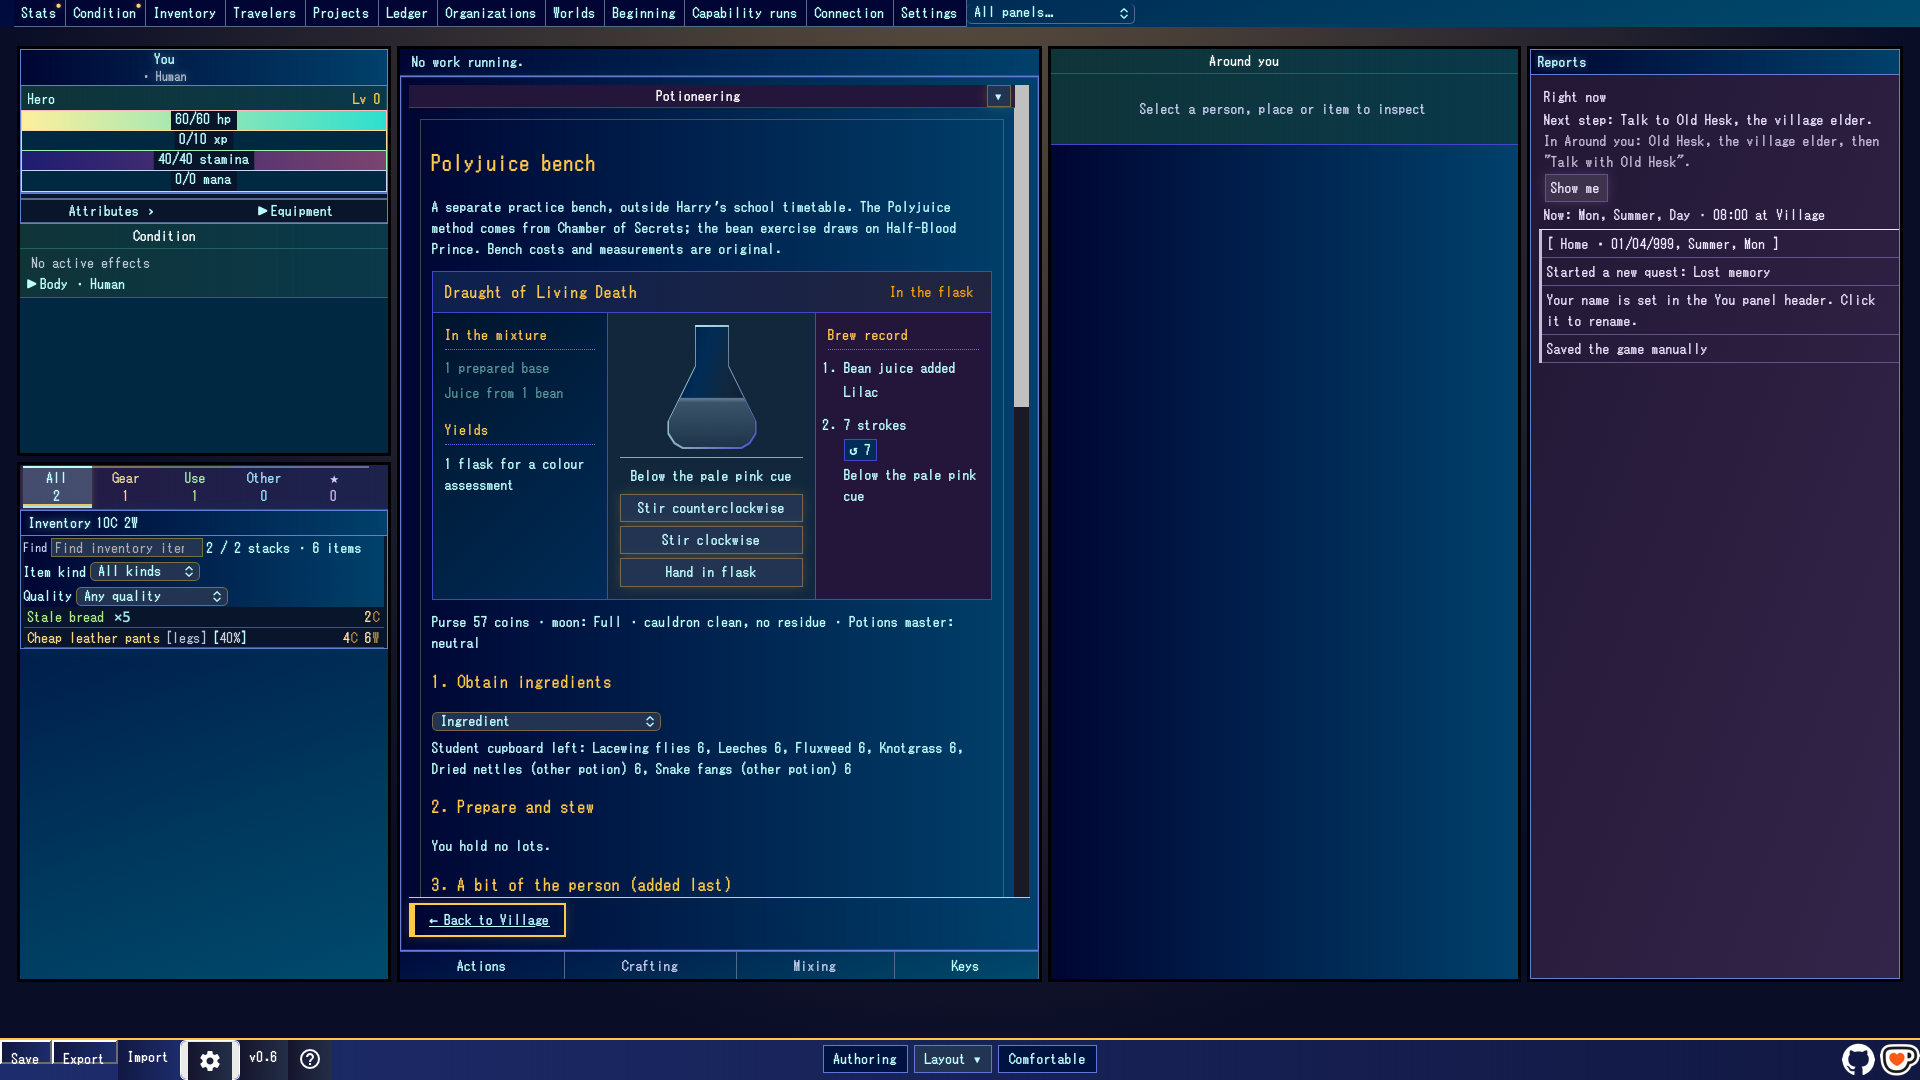 Stats
Condition
Inventory
Travelers
Projects
Ledger
Organizations
Worlds
Beginning
Capability runs
Connection
Settings
All panels…
You
· Human
Hero
Lv 0
60/60 hp
0/10 xp
40/40 stamina
0/0 mana
Attributes ›
▶Equipment
Condition
No active effects
▶Body · Human
All
2
Gear
1
Use
1
Other
0
★
0
Inventory 10C 2W
Find
Find inventory iter
2 / 2 stacks · 6 items
Item kind
All kinds
Quality
Any quality
Stale bread ×5
2C
Cheap leather pants [legs] [40%]
4C 6W
No work running.
Potioneering
▼
Polyjuice bench
A separate practice bench, outside Harry's school timetable. The Polyjuice
method comes from Chamber of Secrets; the bean exercise draws on Half-Blood
Prince. Bench costs and measurements are original.
Draught of Living Death
In the flask
In the mixture
1 prepared base
Juice from 1 bean
Yields
1 flask for a colour
assessment
Below the pale pink cue
Stir counterclockwise
Stir clockwise
Hand in flask
Brew record
1. Bean juice added
Lilac
2. 7 strokes
↺ 7
Below the pale pink
cue
Purse 57 coins · moon: Full · cauldron clean, no residue · Potions master:
neutral
1. Obtain ingredients
Ingredient
Student cupboard left: Lacewing flies 6, Leeches 6, Fluxweed 6, Knotgrass 6,
Dried nettles (other potion) 6, Snake fangs (other potion) 6
2. Prepare and stew
You hold no lots.
3. A bit of the person (added last)
← Back to Village
Actions
Crafting
Mixing
Keys
Around you
Select a person, place or item to inspect
Reports
Right now
Next step: Talk to Old Hesk, the village elder.
In Around you: Old Hesk, the village elder, then
"Talk with Old Hesk".
Show me
Now: Mon, Summer, Day · 08:00 at Village
[ Home · 01/04/999, Summer, Mon ]
Started a new quest: Lost memory
Your name is set in the You panel header. Click
it to rename.
Saved the game manually
Save
Export
Import
v0.6
Authoring
Layout ▼
Comfortable